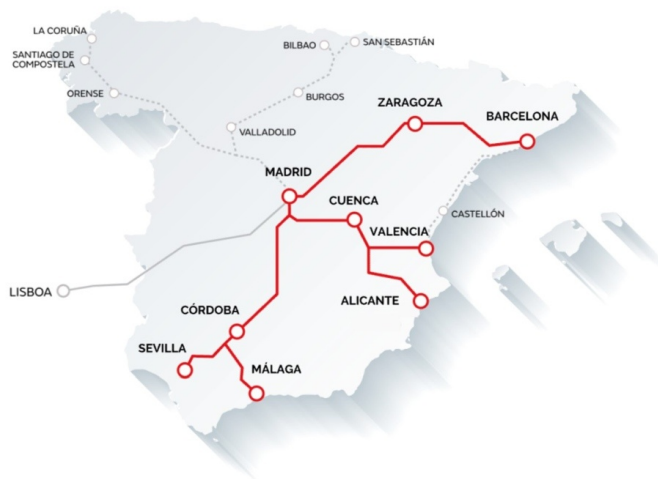 LA CORUÑA
SANTIAGO DE
COMPOSTELA
ORENSE
BILBAO
SAN SEBASTIÁN
BURGOS
VALLADOLID
ZARAGOZA
BARCELONA
MADRID
CUENCA
CASTELLÓN
VALENCIA
LISBOA
ALICANTE
CÓRDOBA
SEVILLA
MÁLAGA